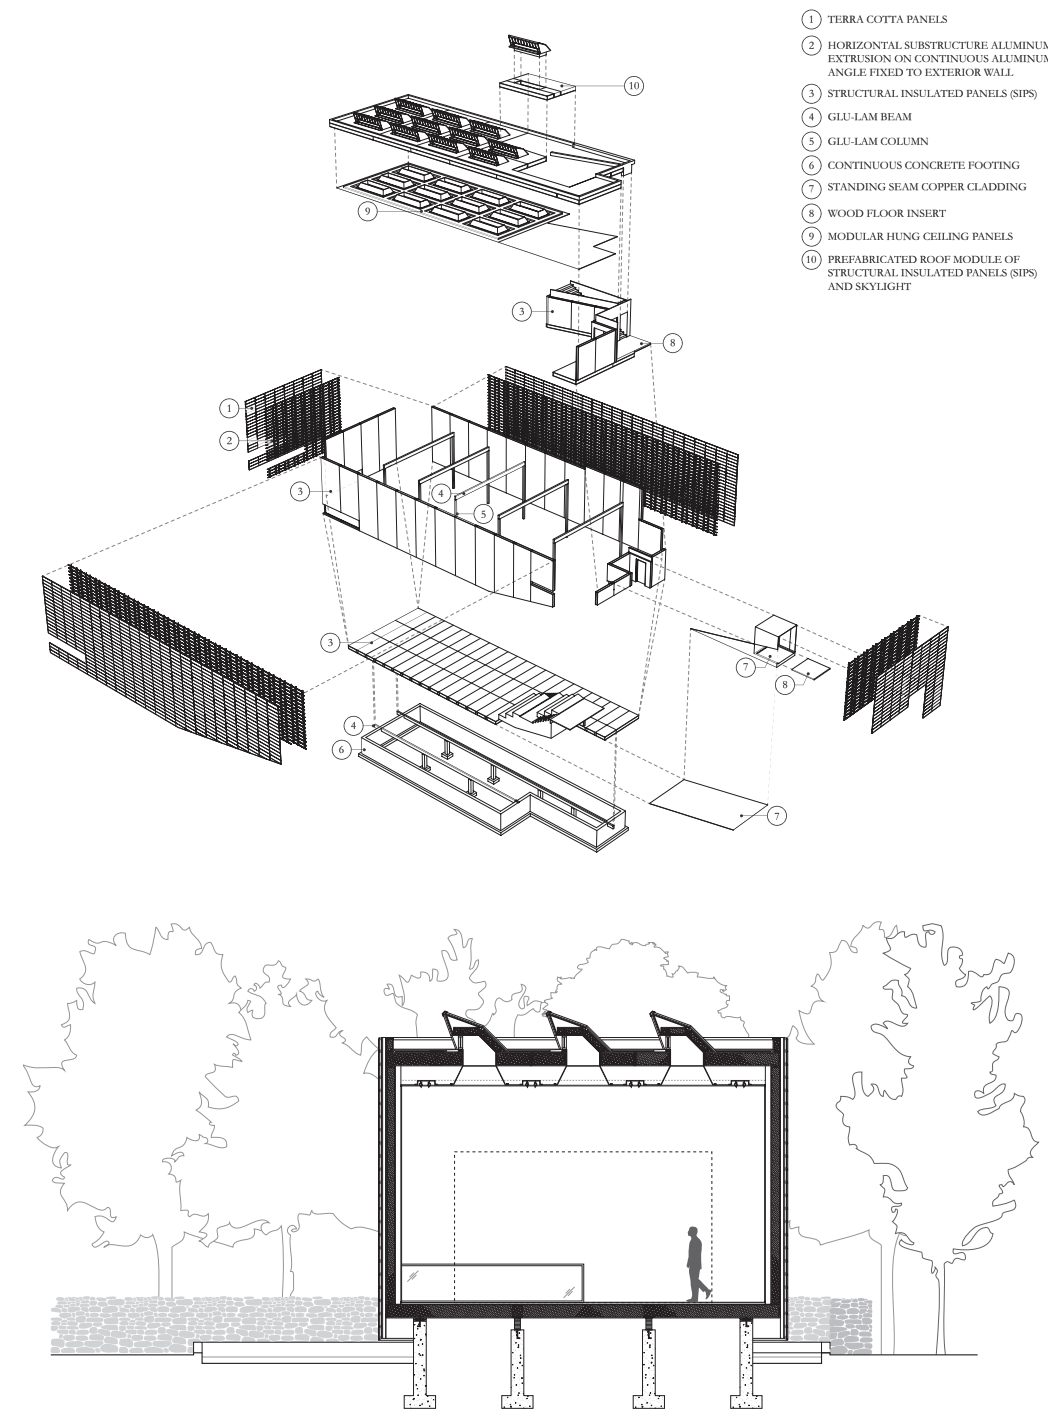 1 TERRA COTTA PANELS
2 HORIZONTAL SUBSTRUCTURE ALUMINUM
EXTRUSION ON CONTINUOUS ALUMINUM
ANGLE FIXED TO EXTERIOR WALL
3 STRUCTURAL INSULATED PANELS (SIPS)
4 GLU-LAM BEAM
5 GLU-LAM COLUMN
6 CONTINUOUS CONCRETE FOOTING
7 STANDING SEAM COPPER CLADDING
8 WOOD FLOOR INSERT
9 MODULAR HUNG CEILING PANELS
10 PREFABRICATED ROOF MODULE OF
STRUCTURAL INSULATED PANELS (SIPS)
AND SKYLIGHT
10
9
3
8
1
2
3
4
5
3
7
8
4
6
7